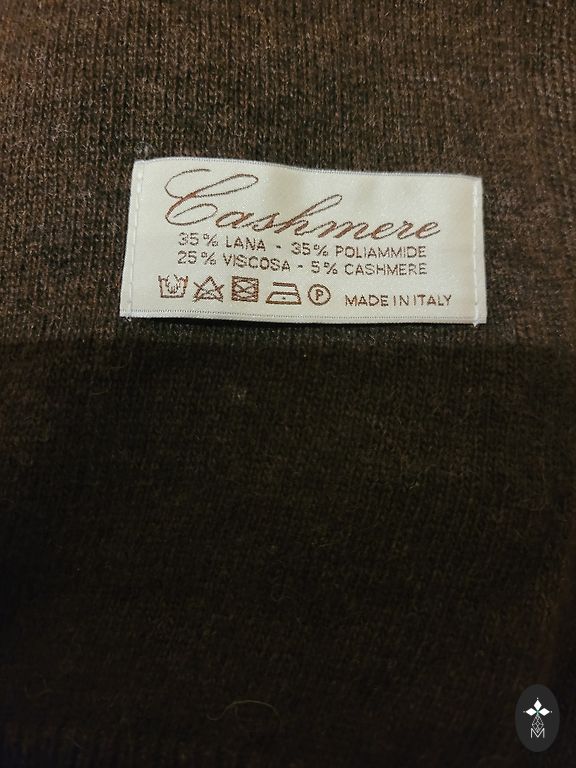 Cashmere
35% LANA - 35% POLIAMMIDE
25% VISCOSA - 5% CASHMERE
P MADE IN ITALY
M